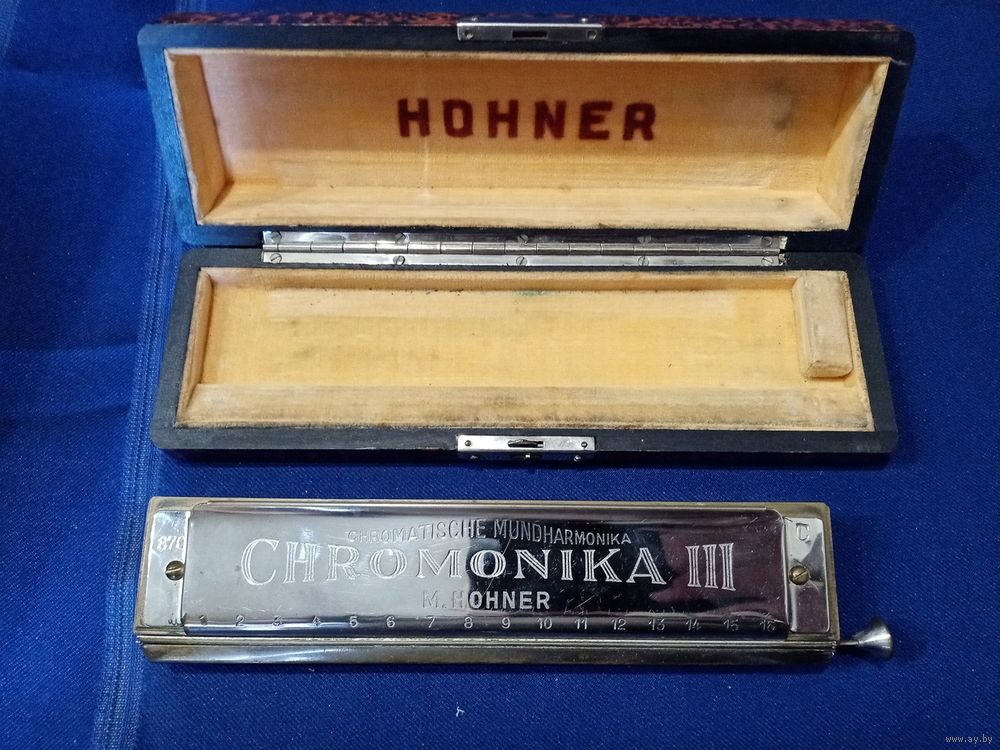 HOHNER
CHROMATISCHE MUNDHARMONIKA
CHROMONIKA III
M. HOHNER
1 2 3 4 5 6 7 8 9 10 11 12 13 14 15 16
876
C
www.ay.by